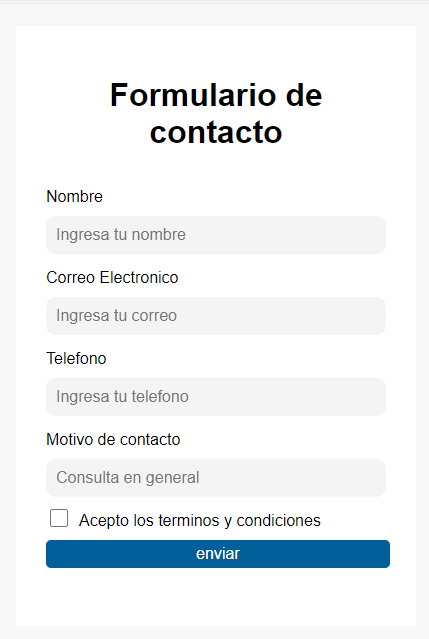 Formulario de
contacto
Nombre
Ingresa tu nombre
Correo Electronico
Ingresa tu correo
Telefono
Ingresa tu telefono
Motivo de contacto
Consulta en general
Acepto los terminos y condiciones
enviar